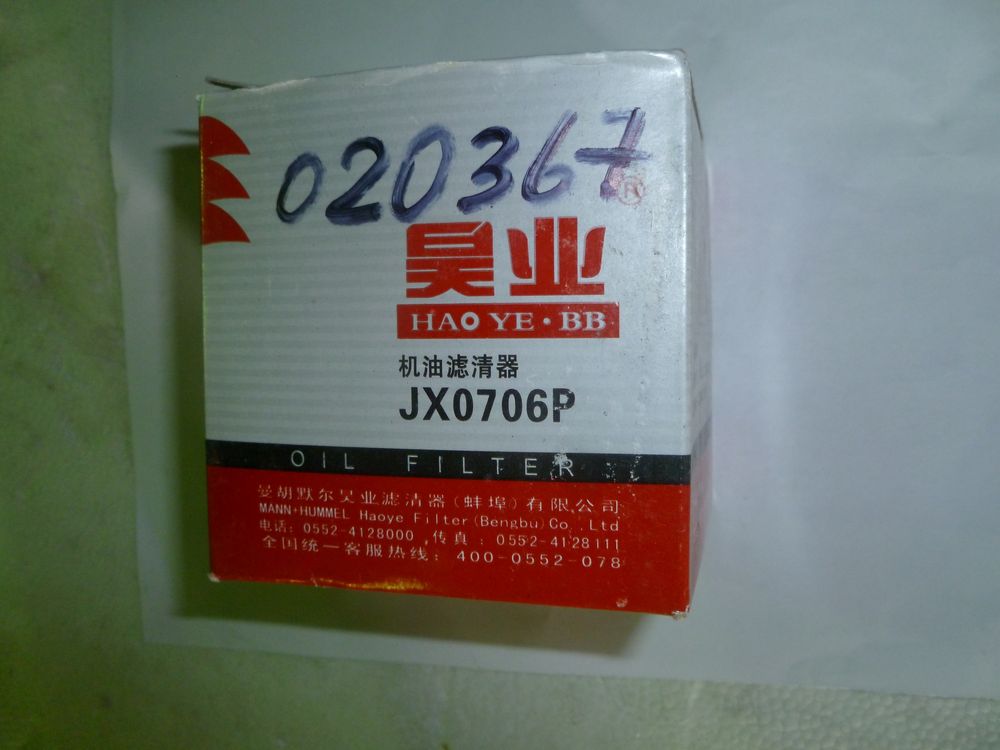 020367
®
昊业
HAO YE·BB
机油滤清器
JX0706P
OIL FILTER
曼胡默尔昊业滤清器(蚌埠)有限公司
MANN+HUMMEL Haoye Filter(Bengbu)Co.,Ltd
电话: 0552-4128000 ,传真: 0552-4128111
全国统一客服热线: 400-0552-078